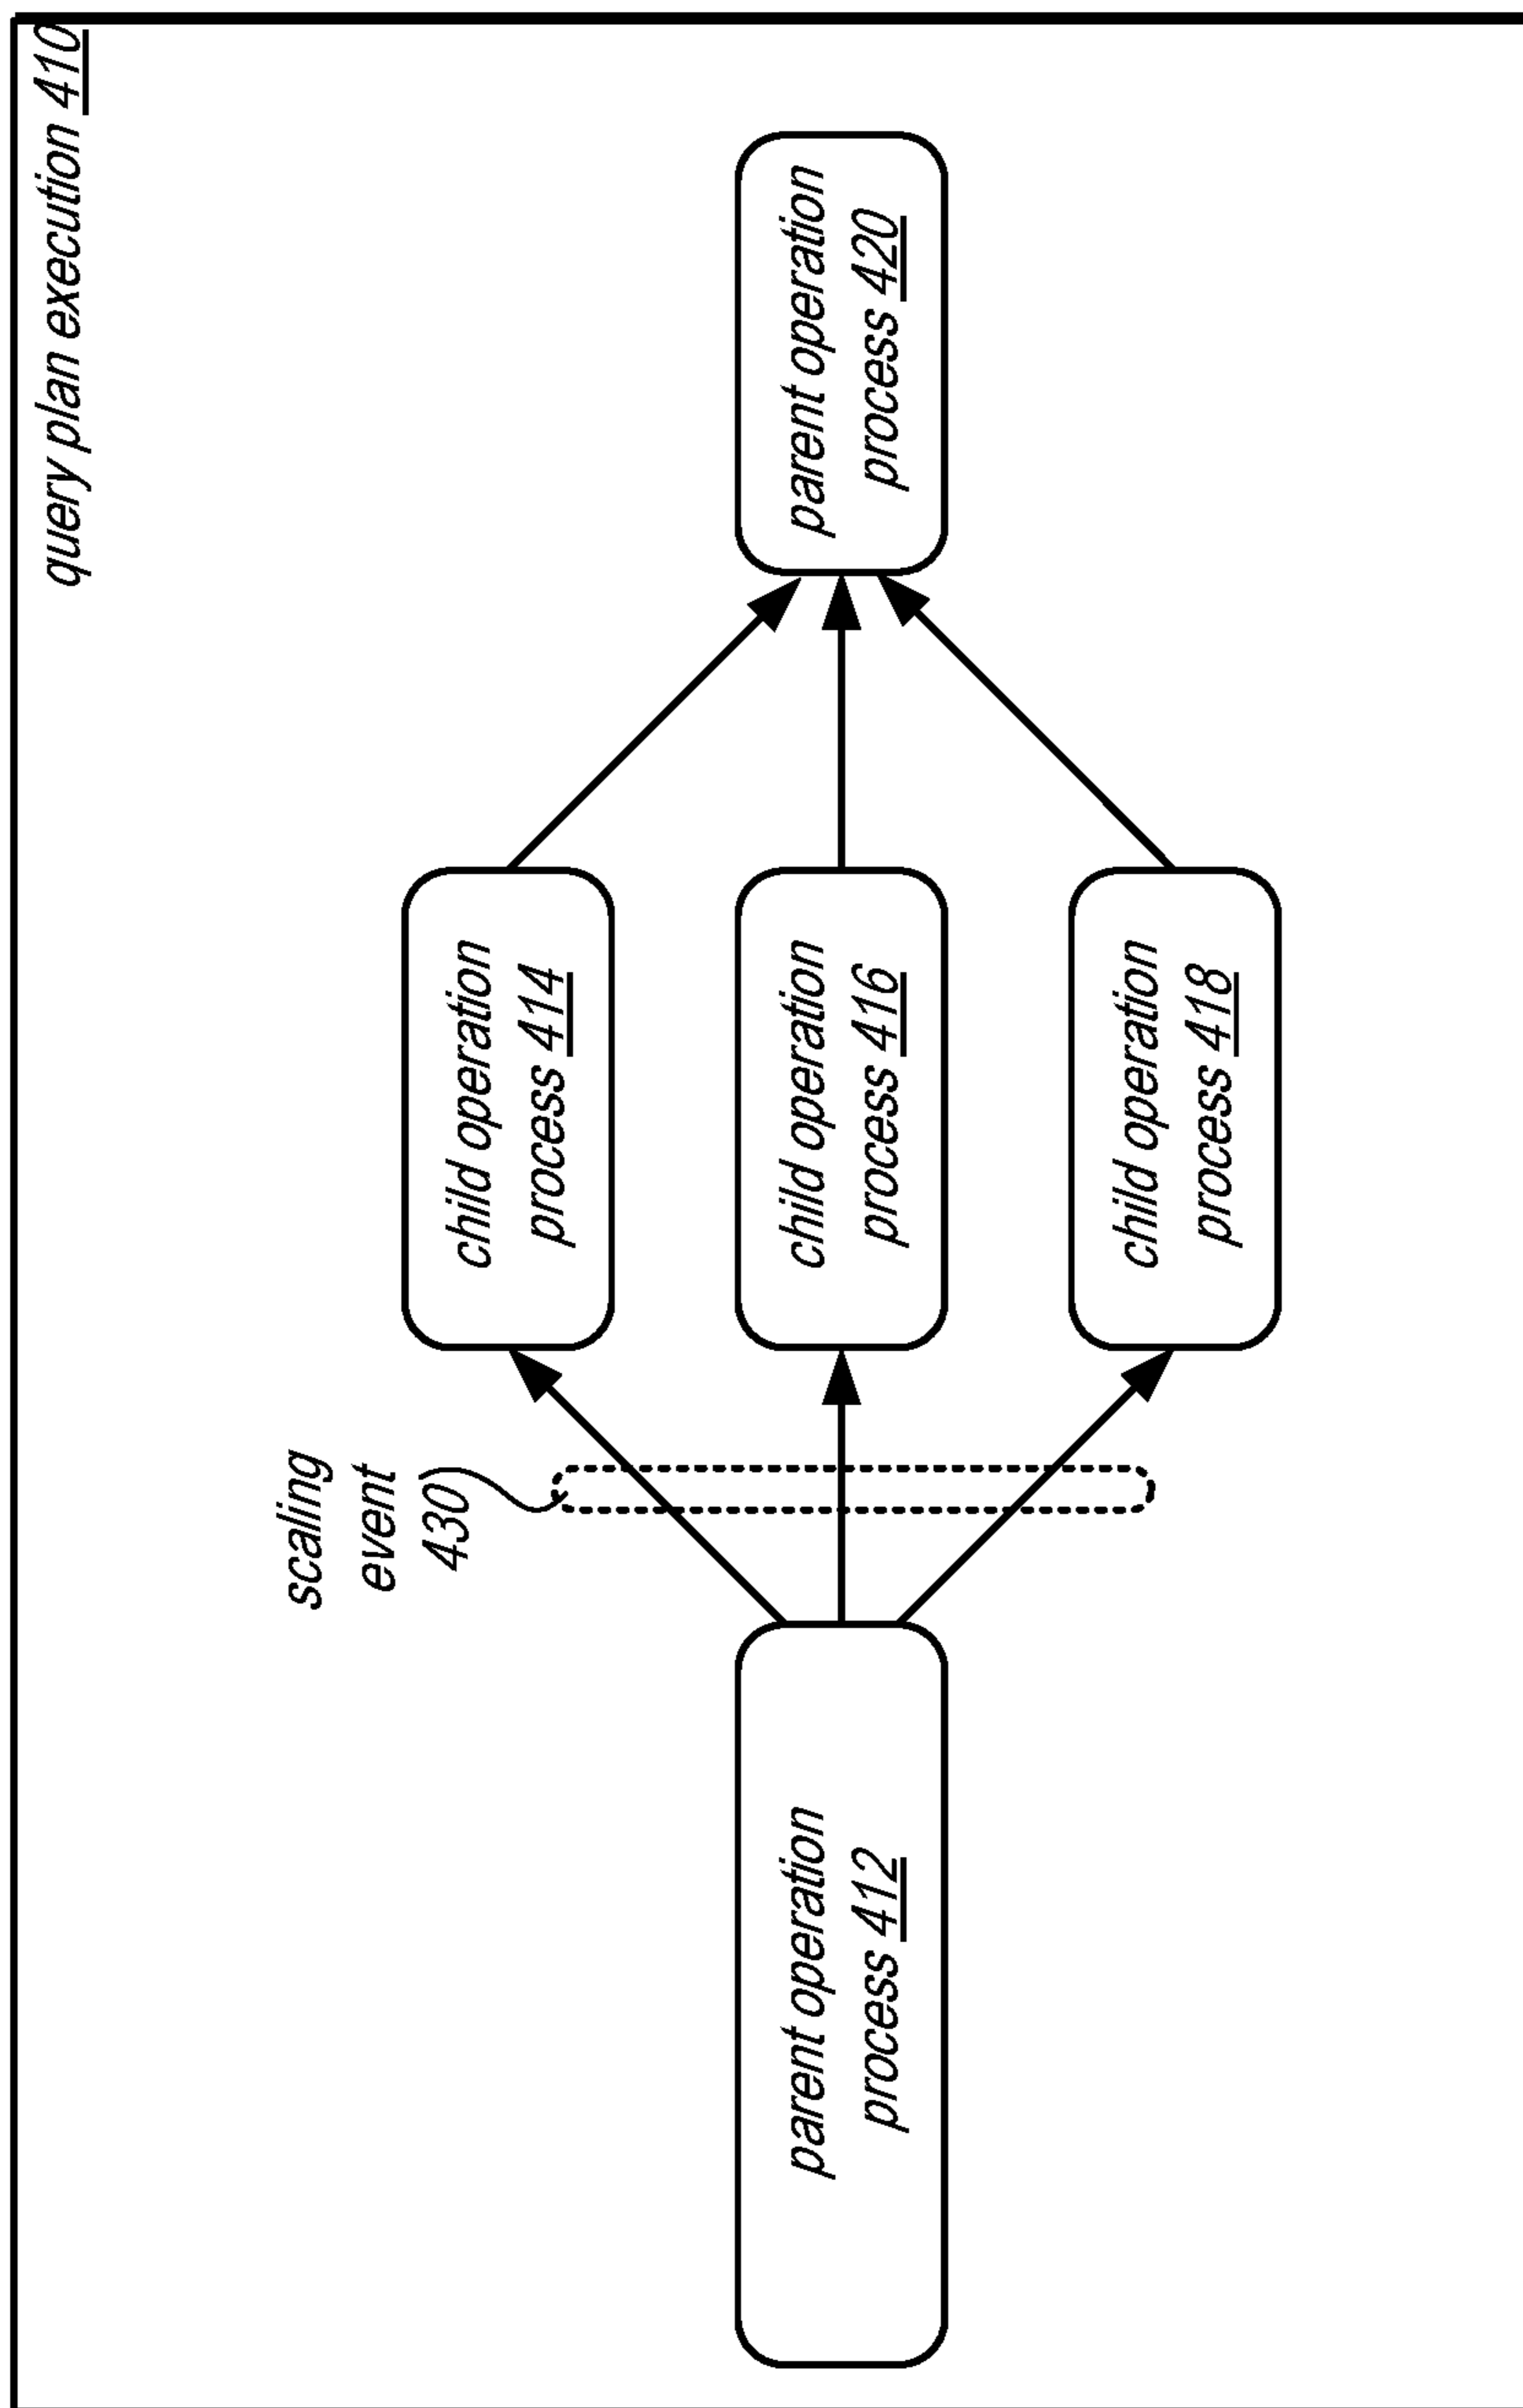 query plan execution 410
scaling
event
430
parent operation
process 412
child operation
process 414
child operation
process 416
child operation
process 418
parent operation
process 420